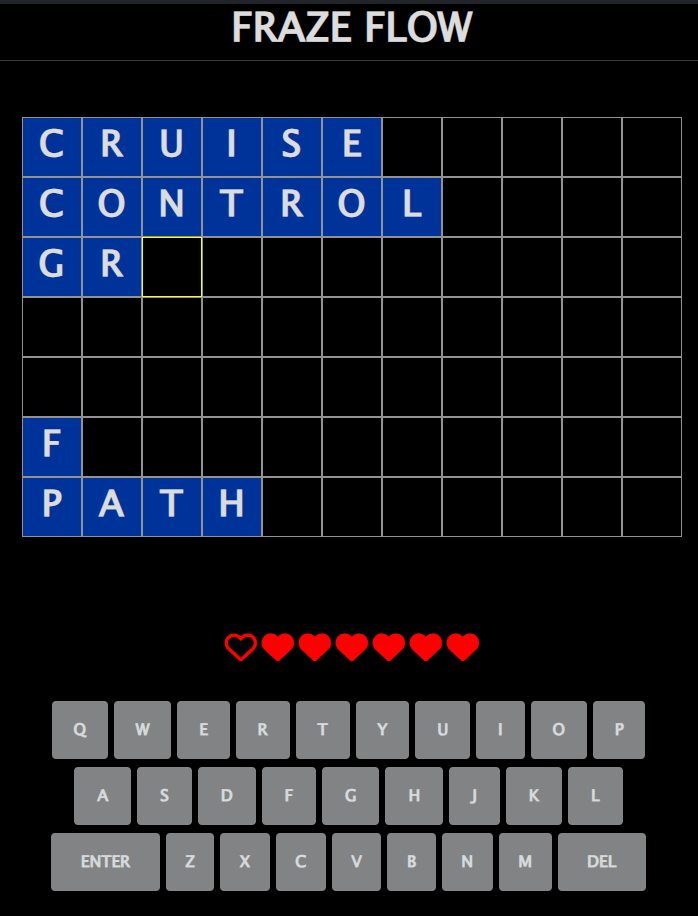 FRAZE FLOW
C R U I S E
C O N T R O L
G R
F
P A T H
Q W E R T Y U I O P
A S D F G H J K L
ENTER Z X C V B N M DEL